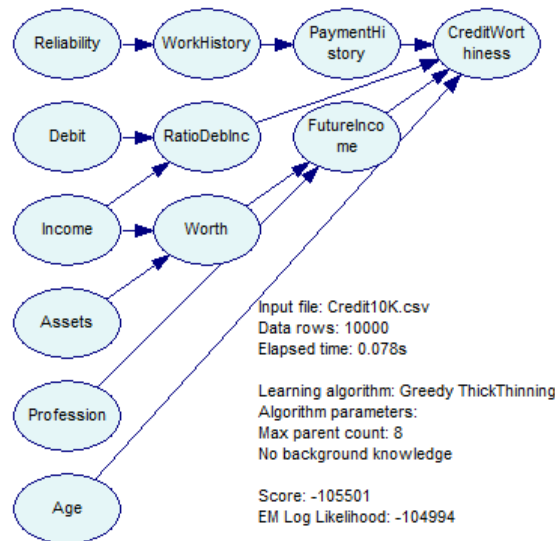 Reliability
WorkHistory
PaymentHi
story
CreditWort
hiness
Debit
RatioDebInc
FutureInco
me
Income
Worth
Assets
Profession
Age
Input file: Credit10K.csv
Data rows: 10000
Elapsed time: 0.078s
Learning algorithm: Greedy ThickThinning
Algorithm parameters:
Max parent count: 8
No background knowledge
Score: -105501
EM Log Likelihood: -104994